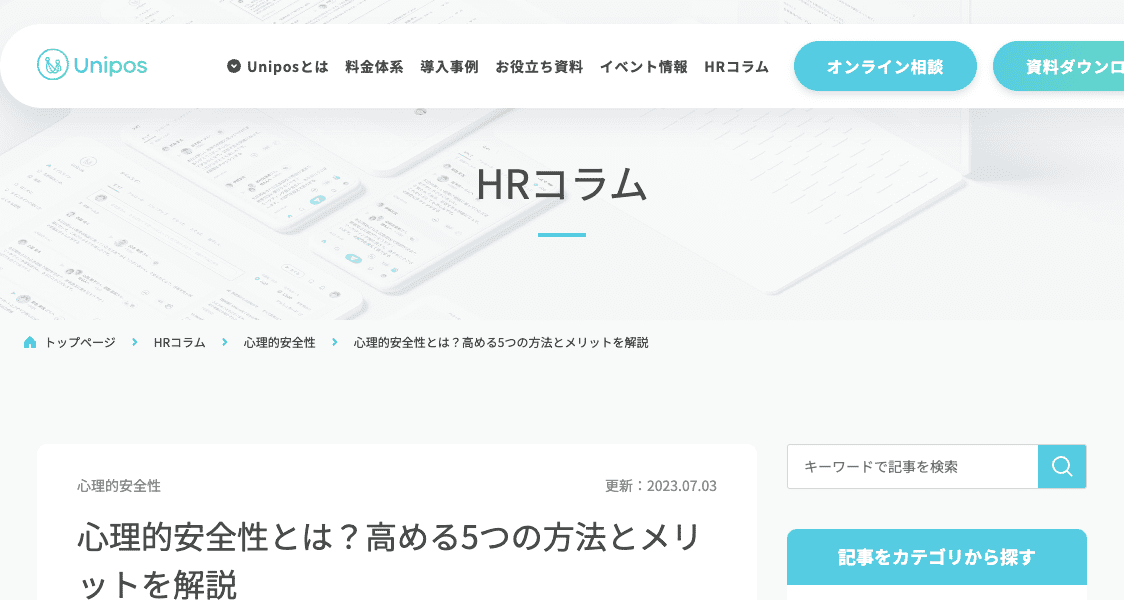 Unipos
Uniposとは 料金体系 導入事例 お役立ち資料 イベント情報 HRコラム オンライン相談 資料ダウンロ
HRコラム
トップページ HRコラム 心理的安全性 心理的安全性とは？高める5つの方法とメリットを解説
心理的安全性 更新：2023.07.03
心理的安全性とは？高める5つの方法とメリ
ットを解説
キーワードで記事を検索
記事をカテゴリから探す